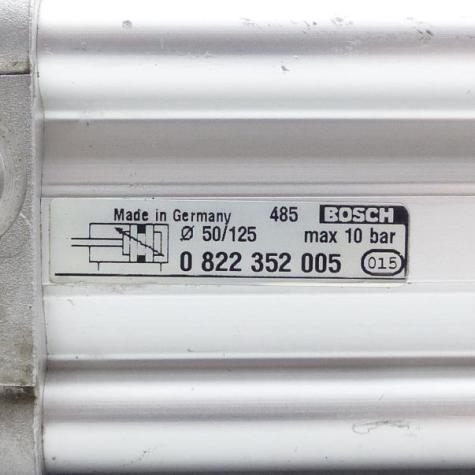 Made in Germany 485 BOSCH
Ø 50/125 max 10 bar
0 822 352 005 015